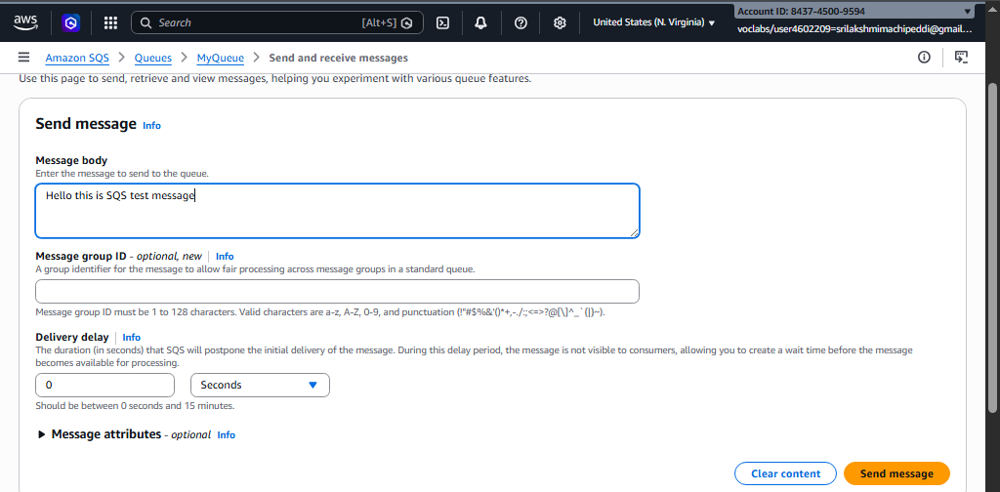 aws
Search [Alt+S]
United States (N. Virginia)
Account ID: 8437-4500-9594
voclabs/user4602209=srilakshmimachipeddi@gmail...
Amazon SQS > Queues > MyQueue > Send and receive messages
Use this page to send, retrieve and view messages, helping you experiment with various queue features.
Send message Info
Message body
Enter the message to send to the queue.
Hello this is SQS test message
Message group ID - optional, new Info
A group identifier for the message to allow fair processing across message groups in a standard queue.
Message group ID must be 1 to 128 characters. Valid characters are a-z, A-Z, 0-9, and punctuation (!"#$%&'()*+,-./:;<=>?@[\]^_`{|}~).
Delivery delay Info
The duration (in seconds) that SQS will postpone the initial delivery of the message. During this delay period, the message is not visible to consumers, allowing you to create a wait time before the message
becomes available for processing.
0 Seconds
Should be between 0 seconds and 15 minutes.
Message attributes - optional Info
Clear content Send message